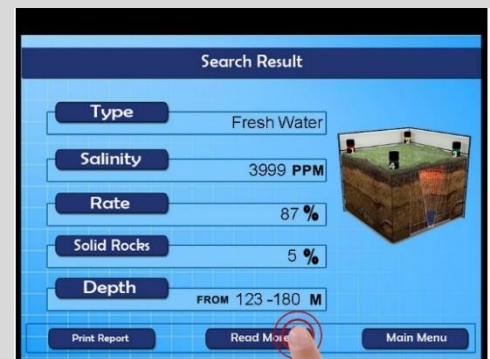 Search Result
Type
Fresh Water
Salinity
3999 PPM
Rate
87 %
Solid Rocks
5 %
Depth
FROM 123 -180 M
Print Report
Read More
Main Menu